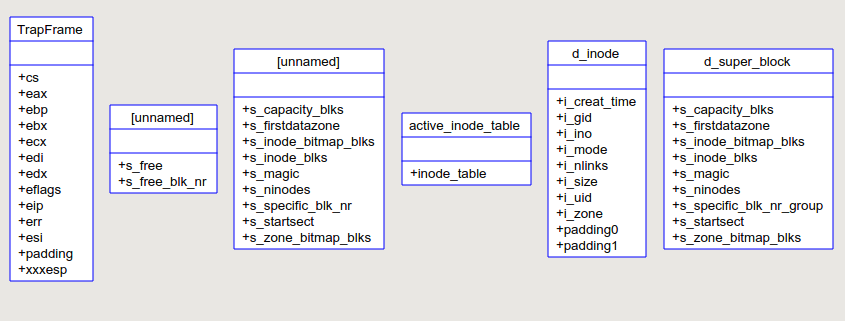 TrapFrame
+cs
+eax
+ebp
+ebx
+ecx
+edi
+edx
+eflags
+eip
+err
+esi
+padding
+xxxesp
[unnamed]
+s_free
+s_free_blk_nr
[unnamed]
+s_capacity_blks
+s_firstdatazone
+s_inode_bitmap_blks
+s_inode_blks
+s_magic
+s_ninodes
+s_specific_blk_nr
+s_startsect
+s_zone_bitmap_blks
active_inode_table
+inode_table
d_inode
+i_creat_time
+i_gid
+i_ino
+i_mode
+i_nlinks
+i_size
+i_uid
+i_zone
+padding0
+padding1
d_super_block
+s_capacity_blks
+s_firstdatazone
+s_inode_bitmap_blks
+s_inode_blks
+s_magic
+s_ninodes
+s_specific_blk_nr_group
+s_startsect
+s_zone_bitmap_blks